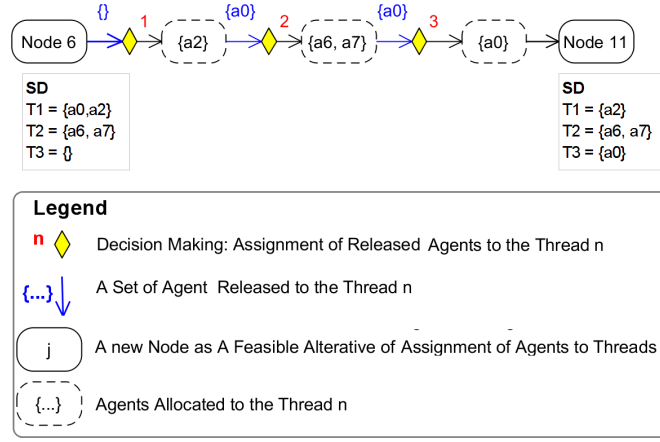 {} 1 {a0} 2 {a0} 3
Node 6 {a2} {a6, a7} {a0} Node 11
SD
T1 = {a0,a2}
T2 = {a6, a7}
T3 = {}
SD
T1 = {a2}
T2 = {a6, a7}
T3 = {a0}
Legend
n Decision Making: Assignment of Released Agents to the Thread n
{...} A Set of Agent Released to the Thread n
j A new Node as A Feasible Alterative of Assignment of Agents to Threads
{...} Agents Allocated to the Thread n